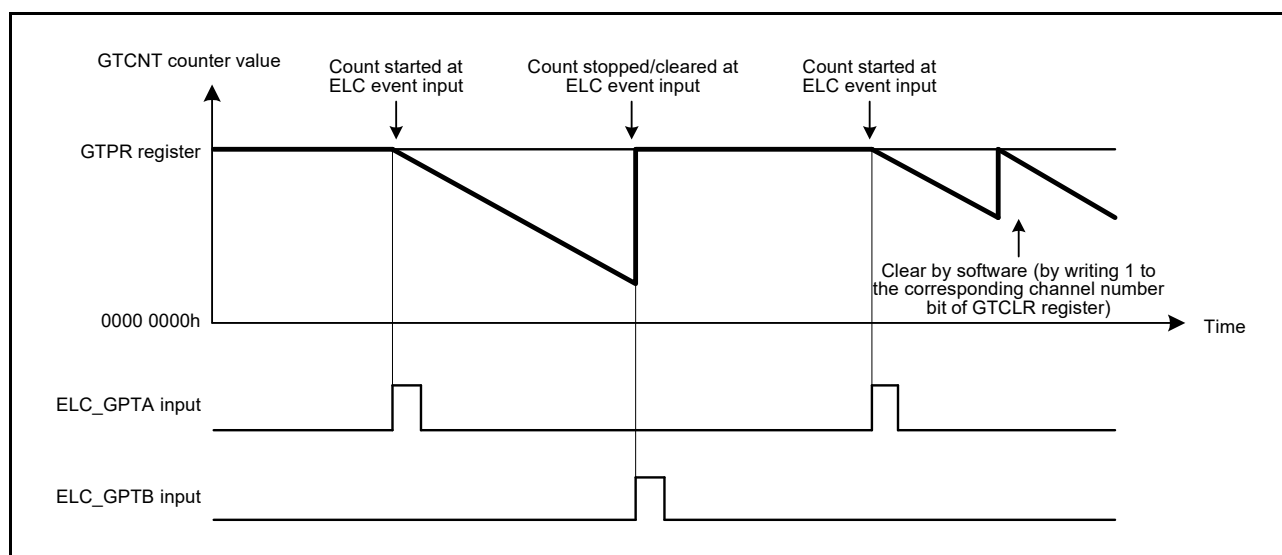 GTCNT counter value
Count started at
ELC event input
Count stopped/cleared at
ELC event input
Count started at
ELC event input
GTPR register
Clear by software (by writing 1 to
the corresponding channel number
bit of GTCLR register)
0000 0000h
Time
ELC_GPTA input
ELC_GPTB input